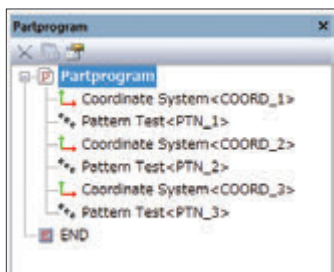 Partprogram
Partprogram
Coordinate System<COORD_1>
Pattern Test<PTN_1>
Coordinate System<COORD_2>
Pattern Test<PTN_2>
Coordinate System<COORD_3>
Pattern Test<PTN_3>
END